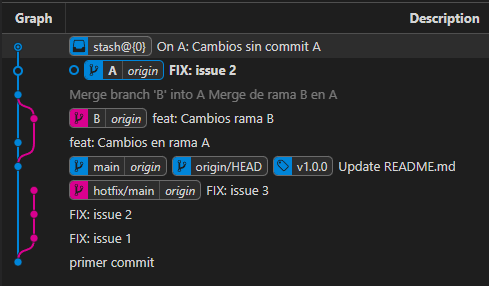 Graph Description
stash@{0} On A: Cambios sin commit A
A origin FIX: issue 2
Merge branch 'B' into A Merge de rama B en A
B origin feat: Cambios rama B
feat: Cambios en rama A
main origin origin/HEAD v1.0.0 Update README.md
hotfix/main origin FIX: issue 3
FIX: issue 2
FIX: issue 1
primer commit